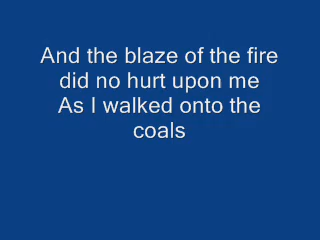 And the blaze of the fire
did no hurt upon me
As I walked onto the
coals